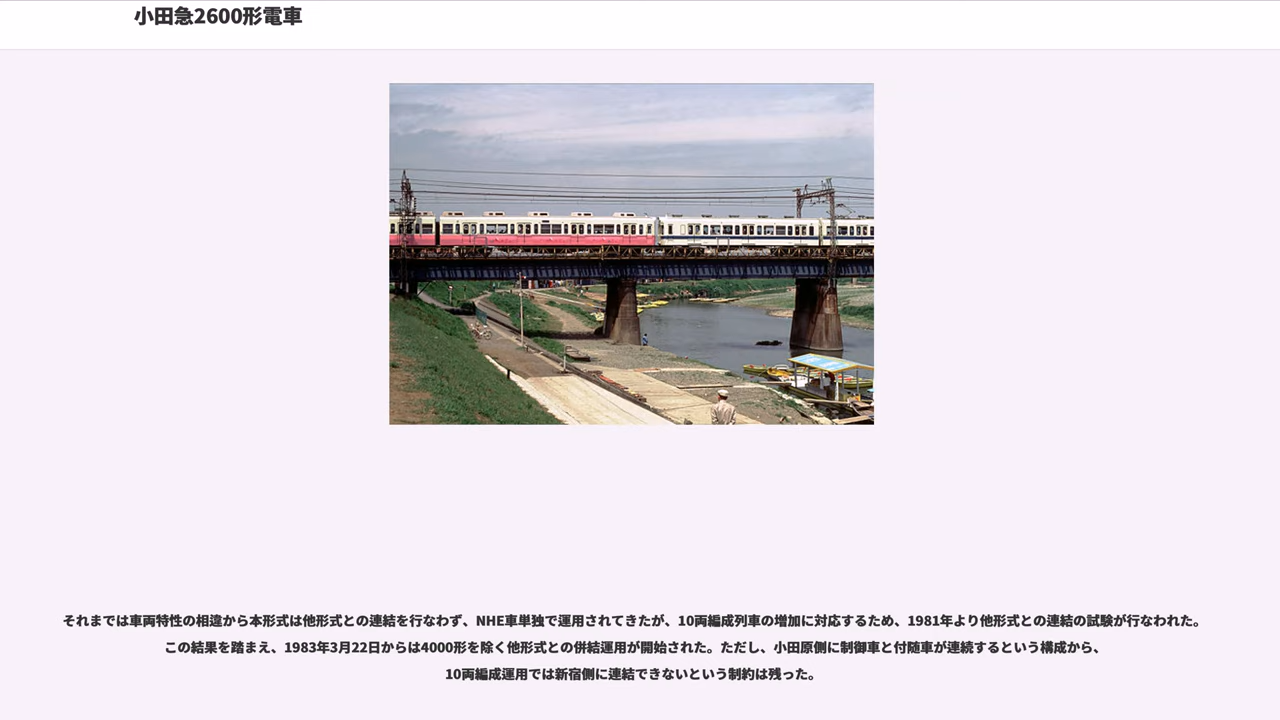 小田急2600形電車
それまでは車両特性の相違から本形式は他形式との連結を行なわず、NHE車単独で運用されてきたが、10両編成列車の増加に対応するため、1981年より他形式との連結の試験が行なわれた。
この結果を踏まえ、1983年3月22日からは4000形を除く他形式との併結運用が開始された。ただし、小田原側に制御車と付随車が連続するという構成から、
10両編成運用では新宿側に連結できないという制約は残った。